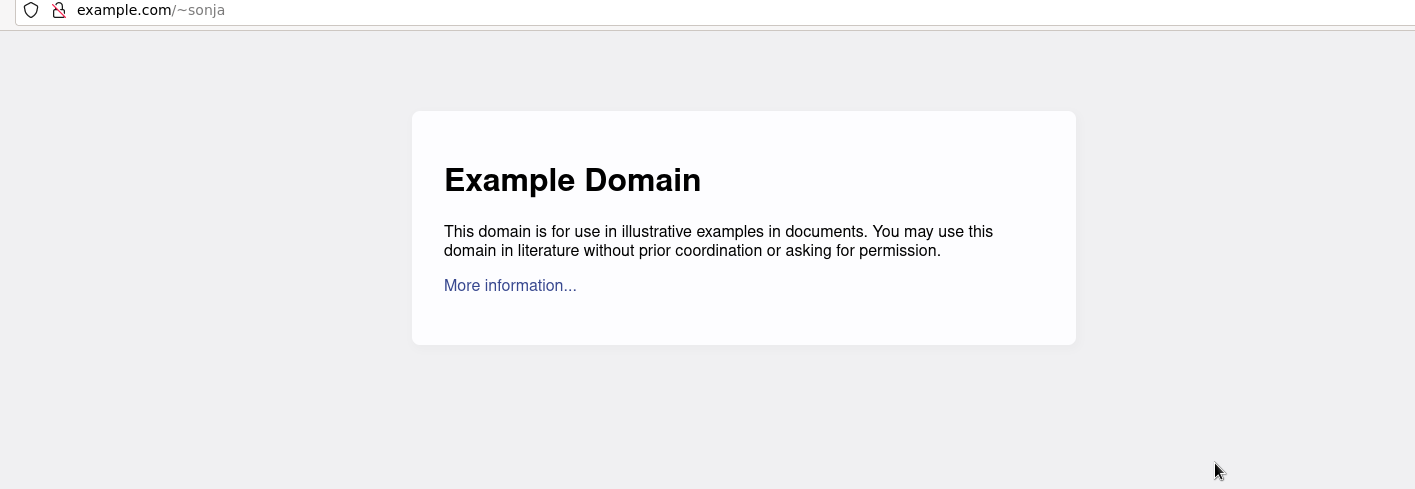 example.com/~sonja
Example Domain
This domain is for use in illustrative examples in documents. You may use this
domain in literature without prior coordination or asking for permission.
More information...